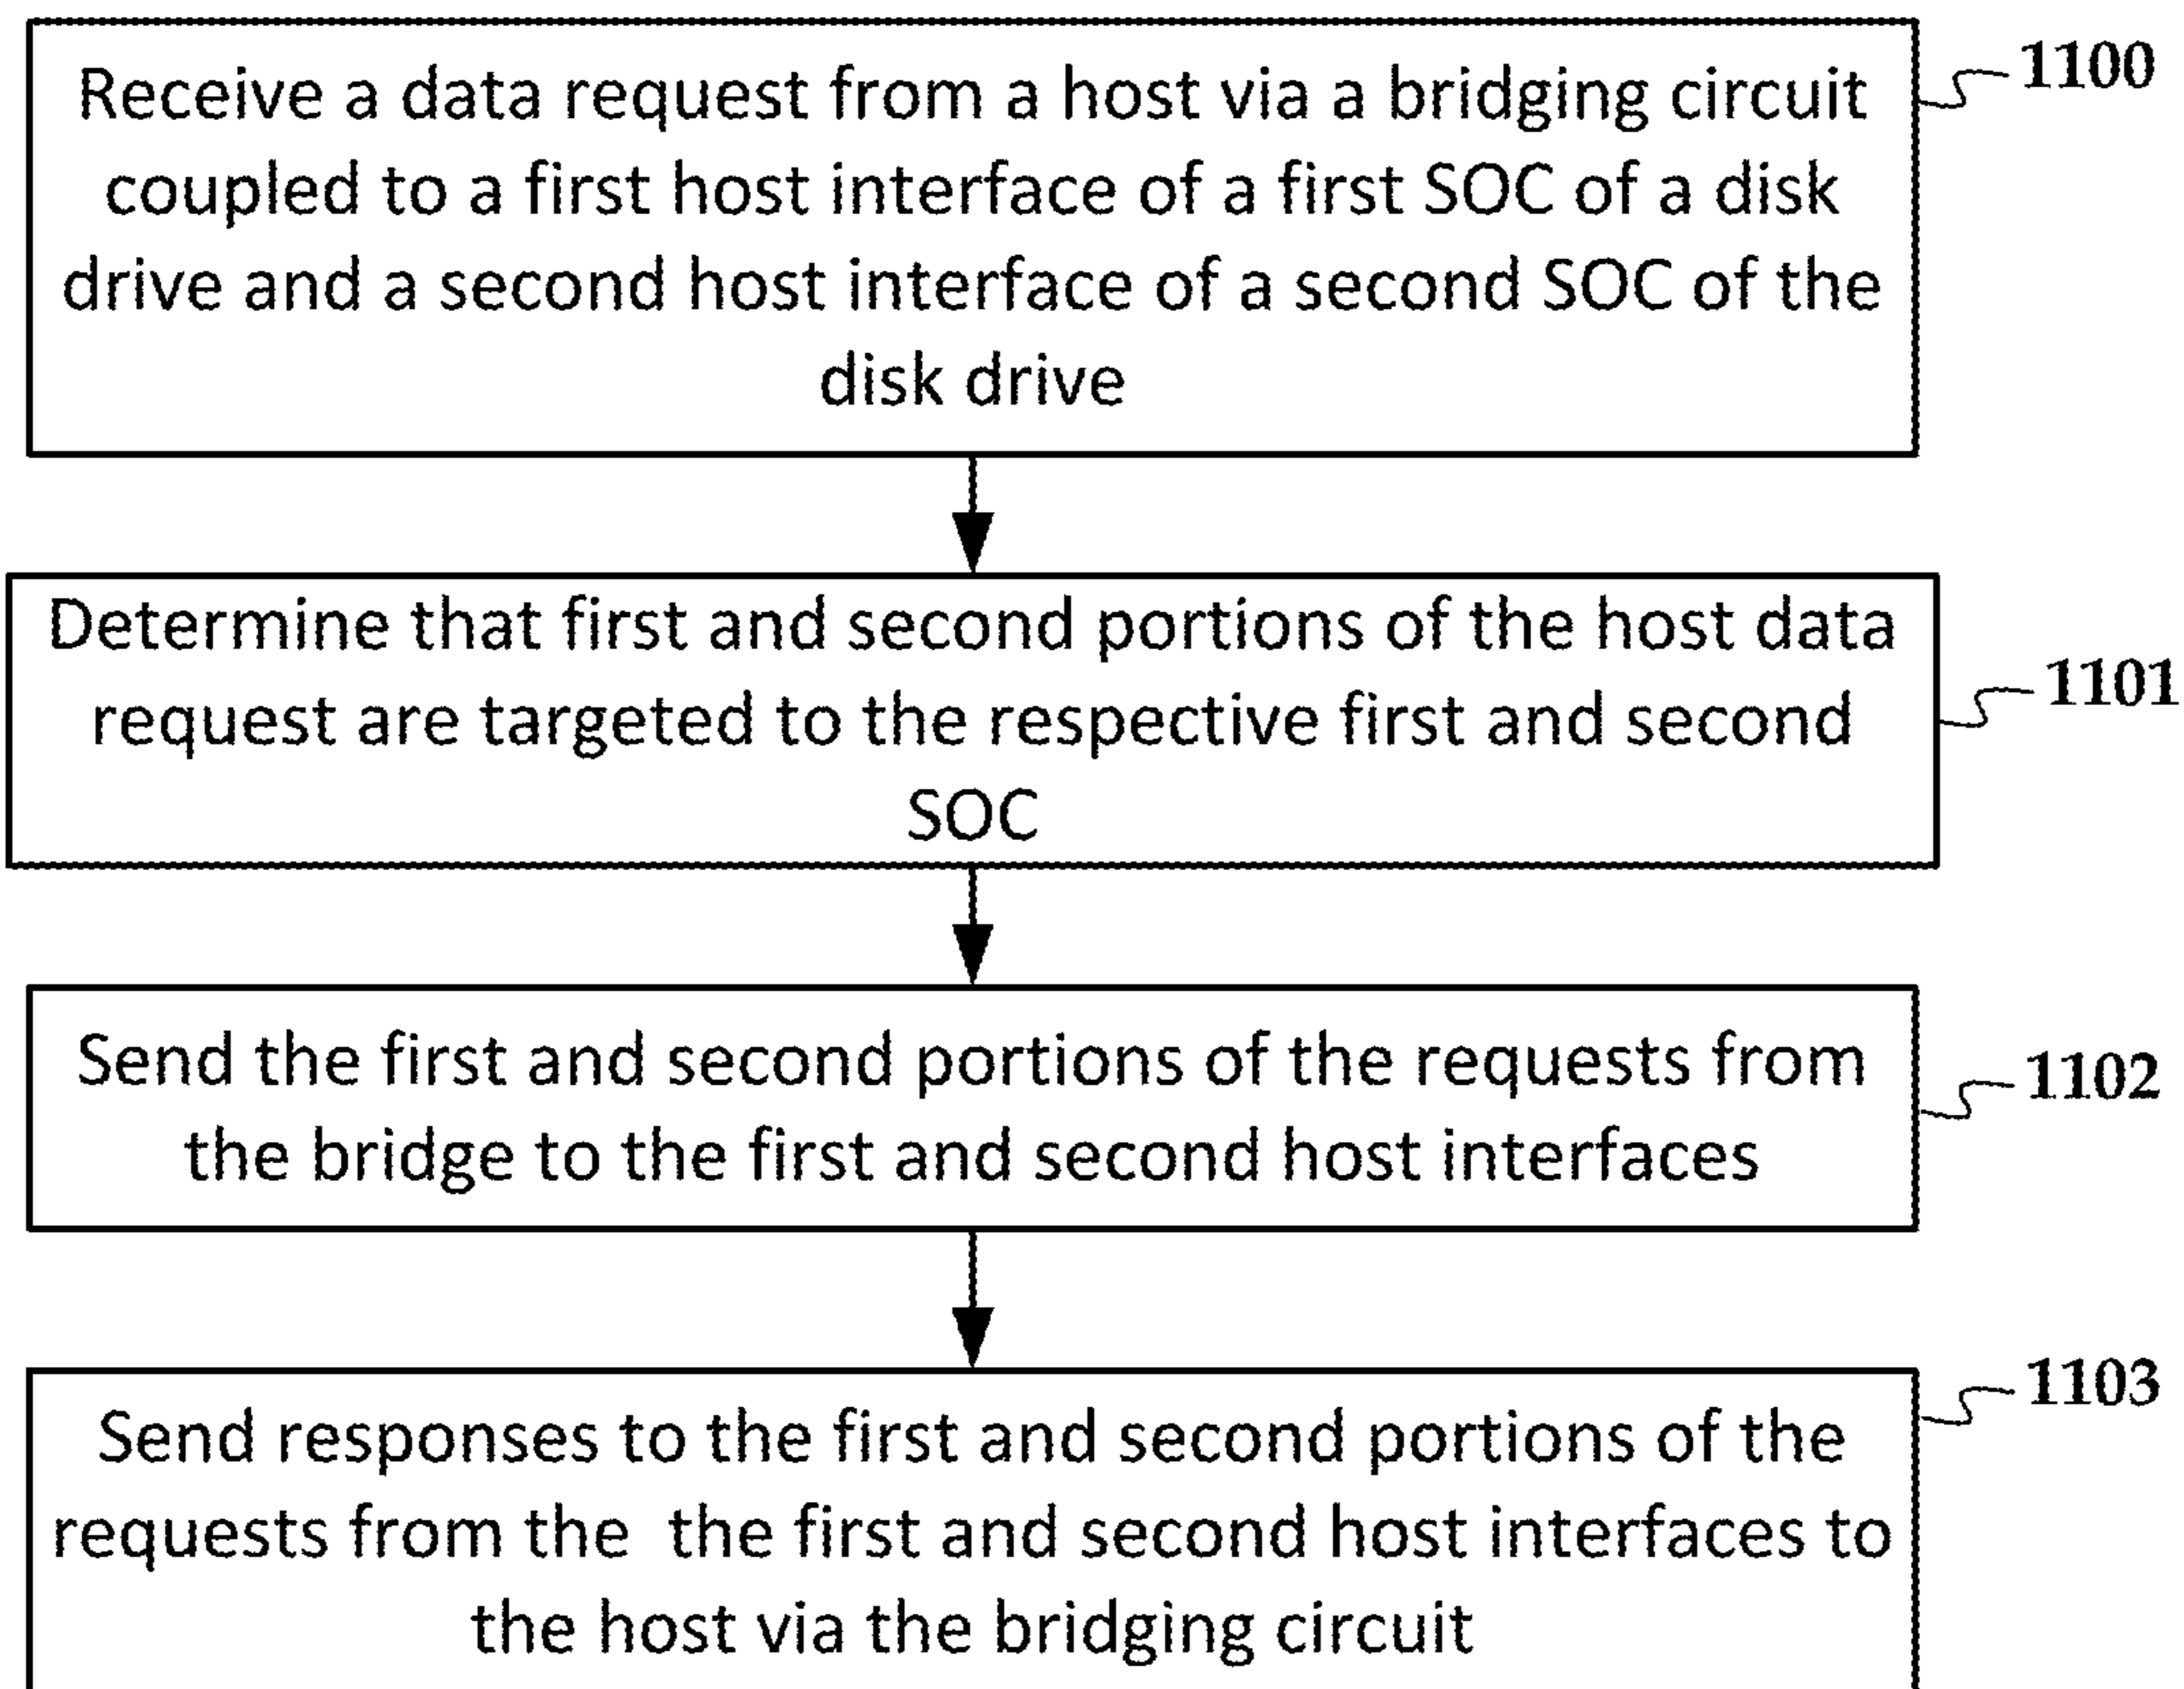 Receive a data request from a host via a bridging circuit
coupled to a first host interface of a first SOC of a disk
drive and a second host interface of a second SOC of the
disk drive
1100
Determine that first and second portions of the host data
request are targeted to the respective first and second
SOC
1101
Send the first and second portions of the requests from
the bridge to the first and second host interfaces
1102
Send responses to the first and second portions of the
requests from the  the first and second host interfaces to
the host via the bridging circuit
1103